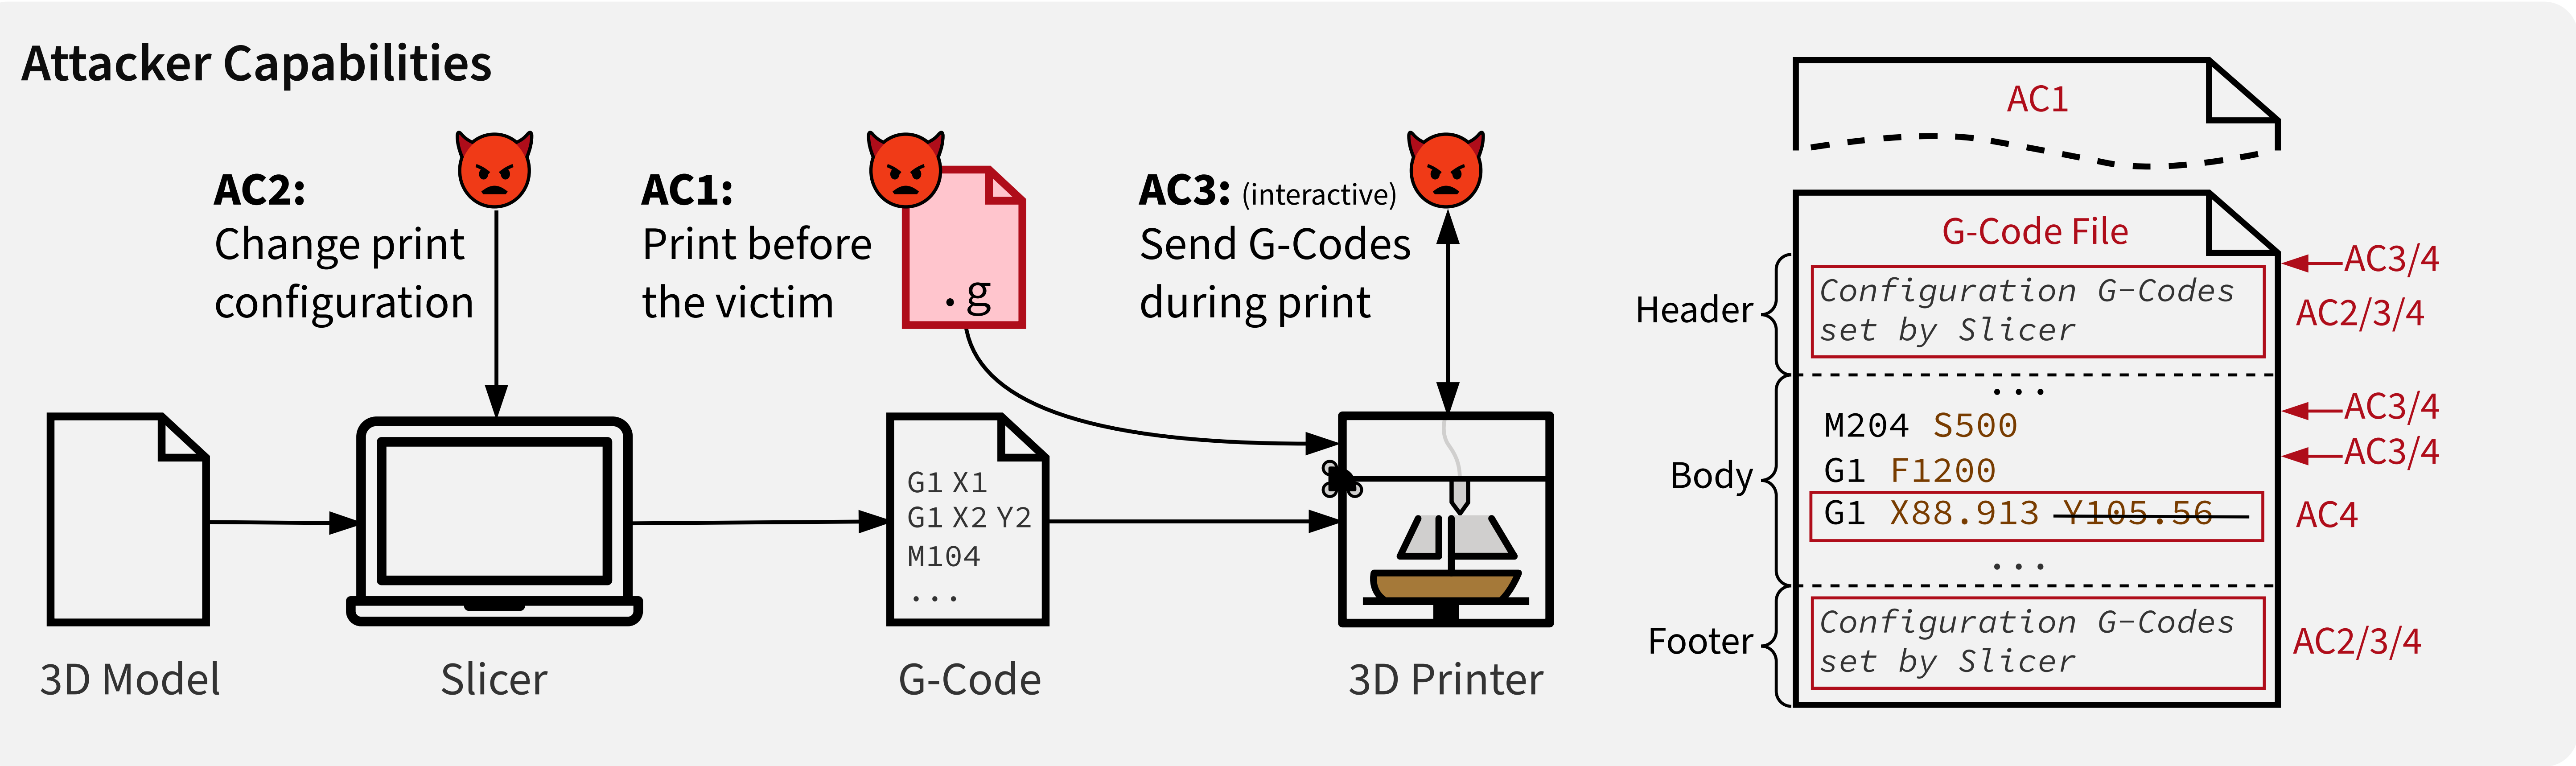 Attacker Capabilities
AC2:
Change print
configuration
AC1:
Print before
the victim
.g
AC3: (interactive)
Send G-Codes
during print
3D Model
Slicer
G1 X1
G1 X2 Y2
M104
...
G-Code
3D Printer
AC1
G-Code File
Header
Configuration G-Codes
set by Slicer
AC3/4
AC2/3/4
Body
...
M204 S500
G1 F1200
G1 X88.913 Y105.56
...
AC3/4
AC3/4
AC4
Footer
Configuration G-Codes
set by Slicer
AC2/3/4